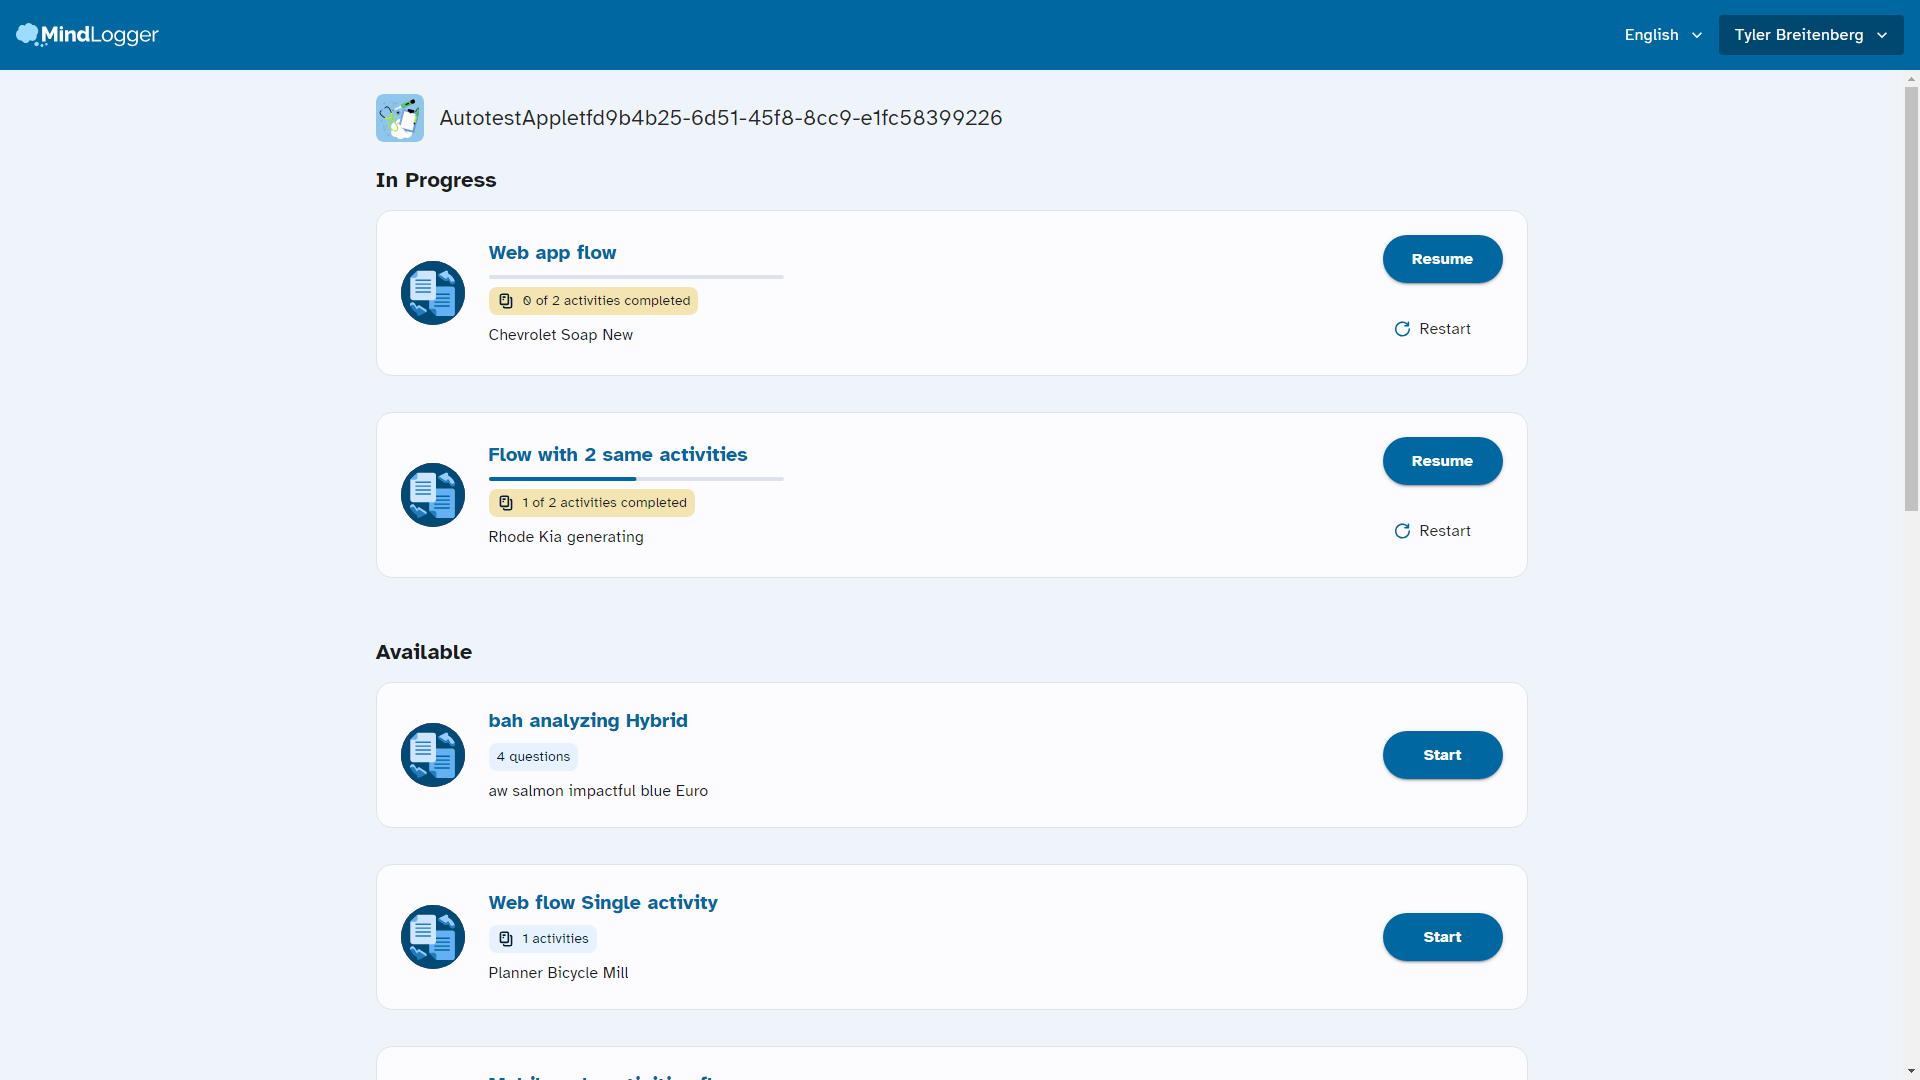 MindLogger
English
Tyler Breitenberg
AutotestAppletfd9b4b25-6d51-45f8-8cc9-e1fc58399226
In Progress
Web app flow
0 of 2 activities completed
Chevrolet Soap New
Resume
Restart
Flow with 2 same activities
1 of 2 activities completed
Rhode Kia generating
Resume
Restart
Available
bah analyzing Hybrid
4 questions
aw salmon impactful blue Euro
Start
Web flow Single activity
1 activities
Planner Bicycle Mill
Start